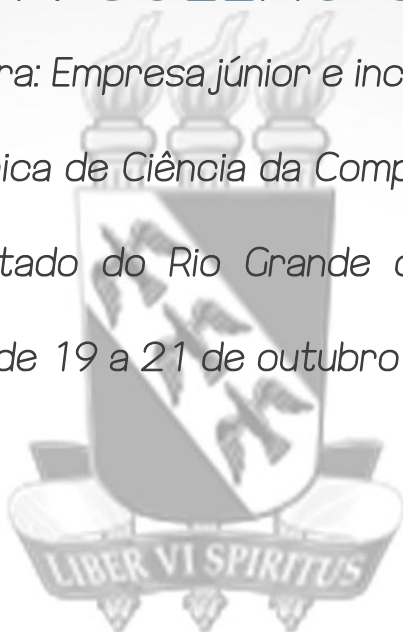 ra: Empresa júnior e inc
ica de Ciência da Comp
tado do Rio Grande
de 19 a 21 de outubro
LIBER VI SPIRITUS